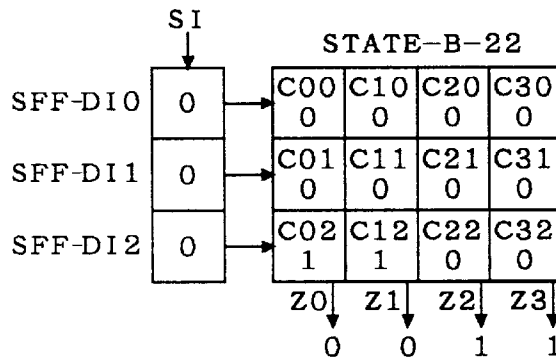 SI
STATE-B-22
SFF-DI0 0 C00 C10 C20 C30
0 0 0 0
SFF-DI1 0 C01 C11 C21 C31
0 0 0 0
SFF-DI2 0 C02 C12 C22 C32
1 1 0 0
Z0 Z1 Z2 Z3
0 0 1 1